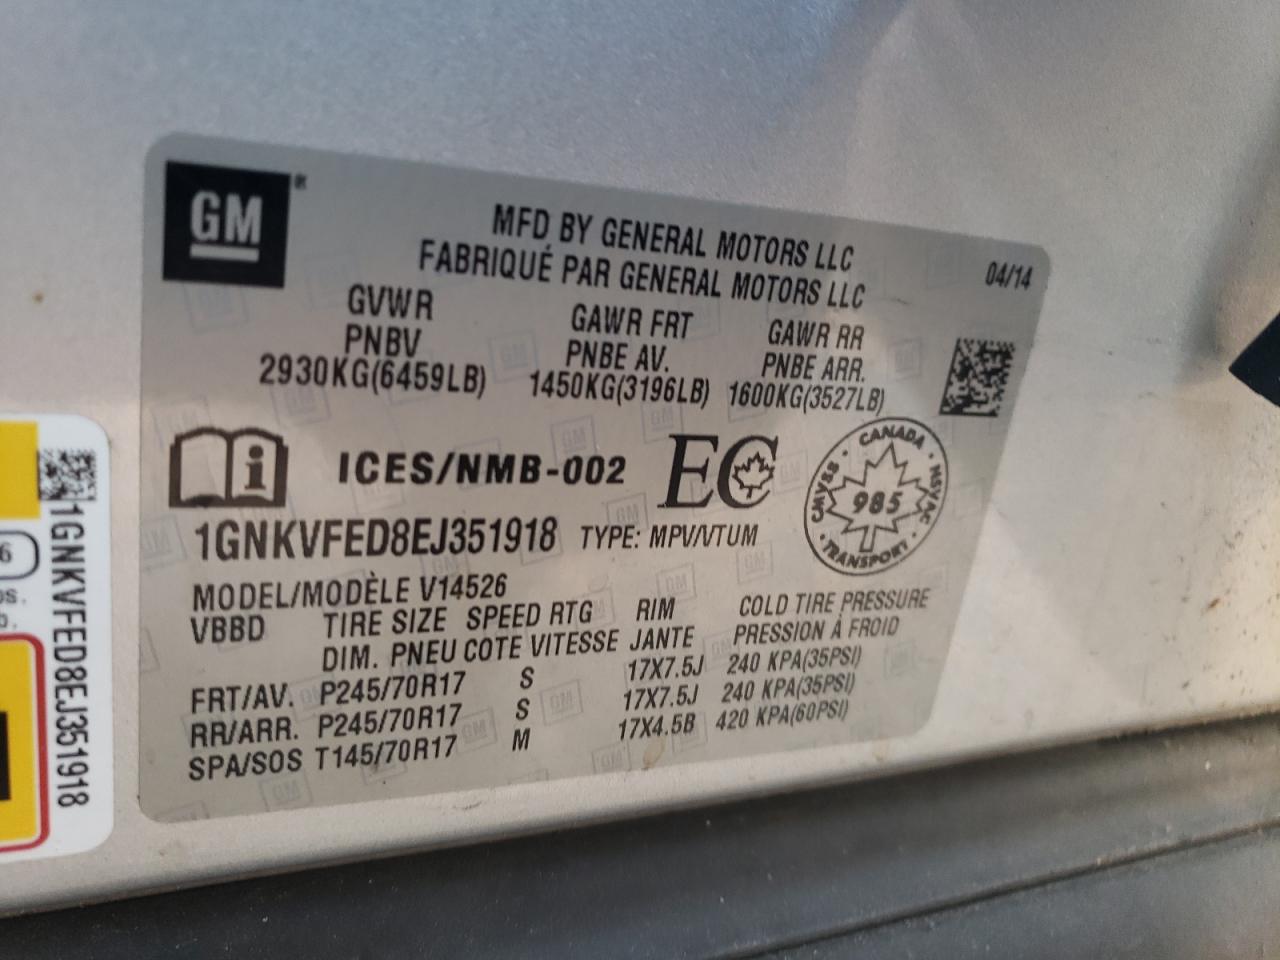 GM
®
MFD BY GENERAL MOTORS LLC
FABRIQUÉ PAR GENERAL MOTORS LLC
04/14
GVWR GAWR FRT GAWR RR
PNBV PNBE AV. PNBE ARR.
2930KG(6459LB) 1450KG(3196LB) 1600KG(3527LB)
ICES/NMB-002 EC
CANADA
CMVSS 985 NSVAC
TRANSPORT
1GNKVFED8EJ351918 TYPE: MPV/VTUM
MODEL/MODÈLE V14526
VBBD TIRE SIZE SPEED RTG RIM COLD TIRE PRESSURE
DIM. PNEU COTE VITESSE JANTE PRESSION À FROID
FRT/AV. P245/70R17 S 17X7.5J 240 KPA(35PSI)
RR/ARR. P245/70R17 S 17X7.5J 240 KPA(35PSI)
SPA/SOS T145/70R17 M 17X4.5B 420 KPA(60PSI)
1GNKVFED8EJ351918